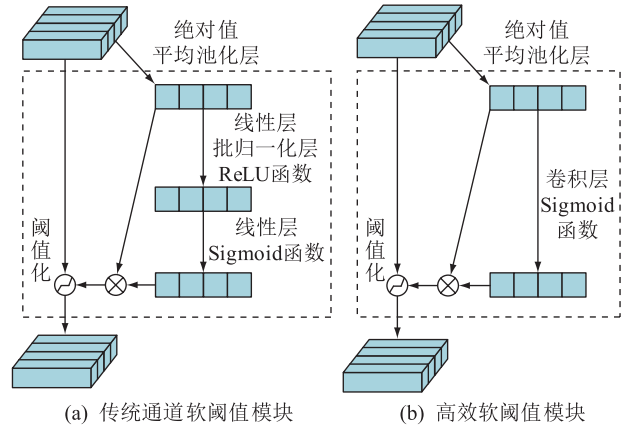 绝对值
平均池化层
线性层
批归一化层
ReLU函数
线性层
Sigmoid函数
阈值化
(a) 传统通道软阈值模块
绝对值
平均池化层
卷积层
Sigmoid
函数
阈值化
(b) 高效软阈值模块